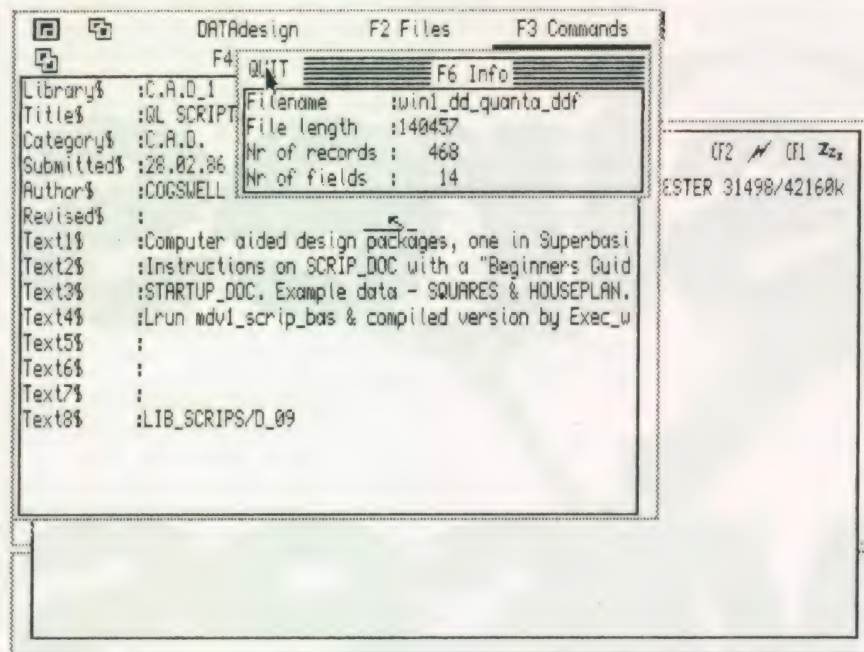 DATAdesign F2 Files F3 Commands
F4
QUIT F6 Info
Filename :win1_dd_quanta_ddf
File length :140457
Nr of records : 468
Nr of fields : 14
Library$ :C.A.D_1
Title$ :QL SCRIPT
Category$ :C.A.D.
Submitted$ :28.02.86
Author$ :COGSWELL
Revised$ :
Text1$ :Computer aided design packages, one in Superbasi
Text2$ :Instructions on SCRIP_DOC with a "Beginners Guid
Text3$ :STARTUP_DOC. Example data - SQUARES & HOUSEPLAN.
Text4$ :Lrun mdv1_scrip_bas & compiled version by Exec_w
Text5$ :
Text6$ :
Text7$ :
Text8$ :LIB_SCRIPS/D_09
CF2 CF1 Zzz
ESTER 31498/42160k